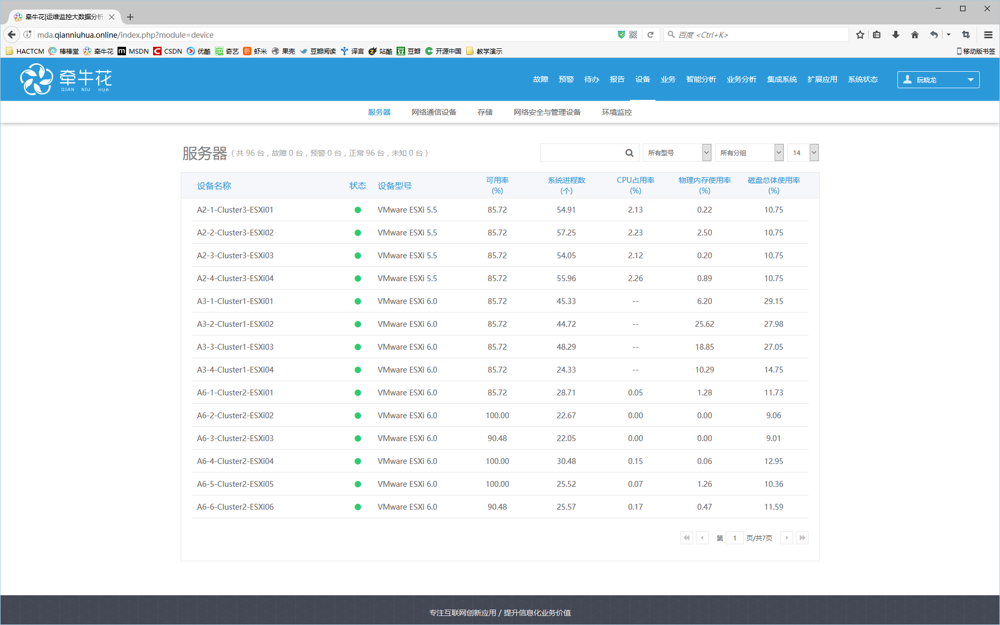 牵牛花|运维监控大数据分析
mda.qianniuhua.online/index.php?module=device
百度 <Ctrl+K>
HACTCM 棒棒堂 牵牛花 MSDN CSDN 优酷 奇艺 虾米 果壳 豆瓣阅读 译言 站酷 豆瓣 开源中国 教学演示 移动版书签
牵牛花
QIAN NIU HUA
故障 预警 待办 报告 设备 业务 智能分析 业务分析 集成系统 扩展应用 系统状态 阮晓龙
服务器 网络通信设备 存储 网络安全与管理设备 环境监控
服务器 ( 共 96 台 , 故障 0 台 , 预警 0 台 , 正常 96 台 , 未知 0 台 ) 所有型号 所有分组 14
设备名称 状态 设备型号 可用率 (%) 系统进程数 (个) CPU占用率 (%) 物理内存使用率 (%) 磁盘总体使用率 (%)
A2-1-Cluster3-ESXi01 VMware ESXi 5.5 85.72 54.91 2.13 0.22 10.75
A2-2-Cluster3-ESXi02 VMware ESXi 5.5 85.72 57.25 2.23 2.50 10.75
A2-3-Cluster3-ESXi03 VMware ESXi 5.5 85.72 54.05 2.12 0.20 10.75
A2-4-Cluster3-ESXi04 VMware ESXi 5.5 85.72 55.96 2.26 0.89 10.75
A3-1-Cluster1-ESXi01 VMware ESXi 6.0 85.72 45.33 -- 6.20 29.15
A3-2-Cluster1-ESXi02 VMware ESXi 6.0 85.72 44.72 -- 25.62 27.98
A3-3-Cluster1-ESXi03 VMware ESXi 6.0 85.72 48.29 -- 18.85 27.05
A3-4-Cluster1-ESXi04 VMware ESXi 6.0 85.72 24.33 -- 10.29 14.75
A6-1-Cluster2-ESXi01 VMware ESXi 6.0 85.72 28.71 0.05 1.28 11.73
A6-2-Cluster2-ESXi02 VMware ESXi 6.0 100.00 22.67 0.00 0.00 9.06
A6-3-Cluster2-ESXi03 VMware ESXi 6.0 90.48 22.05 0.00 0.00 9.01
A6-4-Cluster2-ESXi04 VMware ESXi 6.0 100.00 30.48 0.15 0.06 12.95
A6-5-Cluster2-ESXi05 VMware ESXi 6.0 100.00 25.52 0.07 1.26 10.36
A6-6-Cluster2-ESXi06 VMware ESXi 6.0 90.48 25.57 0.17 0.47 11.59
第 1 页/共7页
专注互联网创新应用 / 提升信息化业务价值